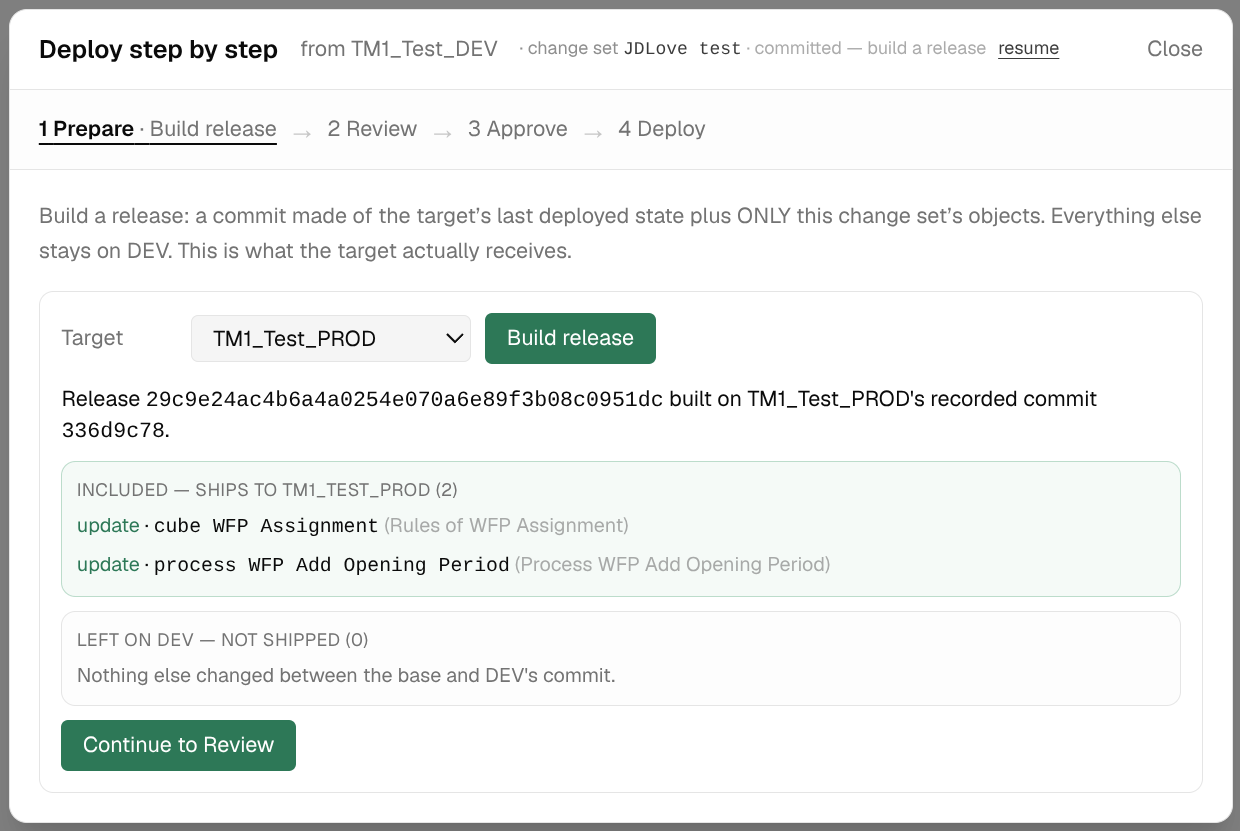 Deploy step by step from TM1_Test_DEV · change set JDLove test · committed — build a release resume Close
1 Prepare · Build release → 2 Review → 3 Approve → 4 Deploy
Build a release: a commit made of the target’s last deployed state plus ONLY this change set’s objects. Everything else
stays on DEV. This is what the target actually receives.
Target TM1_Test_PROD Build release
Release 29c9e24ac4b6a4a0254e070a6e89f3b08c0951dc built on TM1_Test_PROD's recorded commit
336d9c78.
INCLUDED — SHIPS TO TM1_TEST_PROD (2)
update · cube WFP Assignment (Rules of WFP Assignment)
update · process WFP Add Opening Period (Process WFP Add Opening Period)
LEFT ON DEV — NOT SHIPPED (0)
Nothing else changed between the base and DEV's commit.
Continue to Review